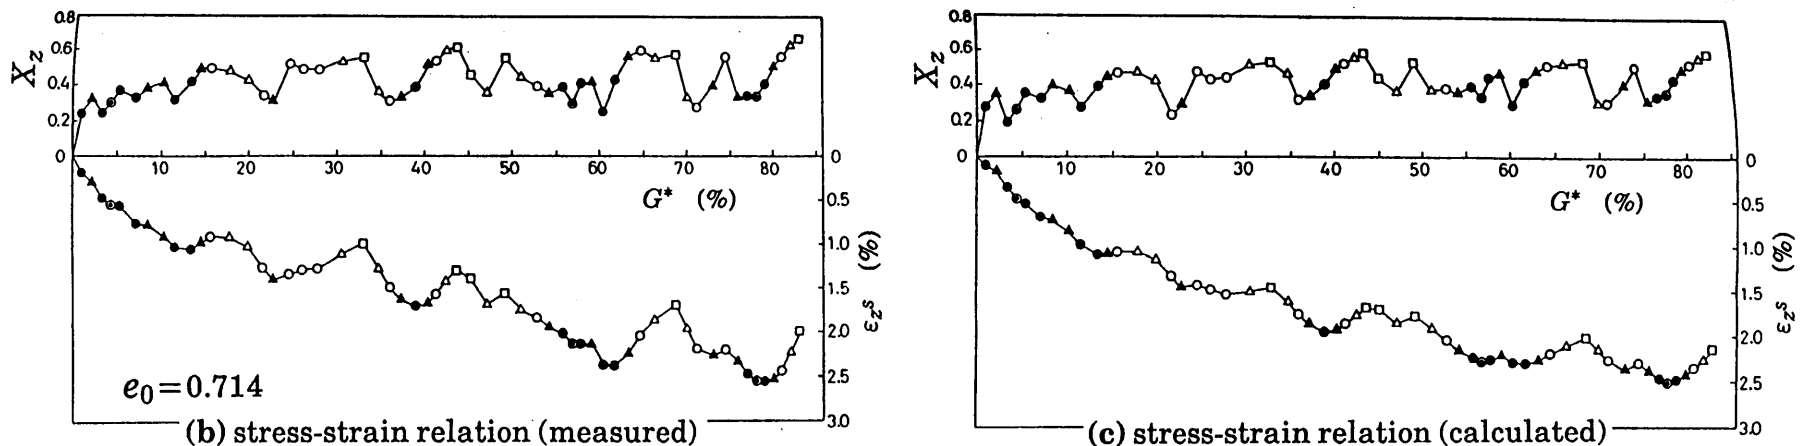 0.8
0.6
0.4
0.2
0
X_z
10 20 30 40 50 60 70 80
G* (%)
0
0.5
1.0
1.5
2.0
2.5
3.0
ε_z^s (%)
e_0=0.714
(b) stress-strain relation (measured)
0.8
0.6
0.4
0.2
0
X_z
10 20 30 40 50 60 70 80
G* (%)
0
0.5
1.0
1.5
2.0
2.5
3.0
ε_z^s (%)
(c) stress-strain relation (calculated)